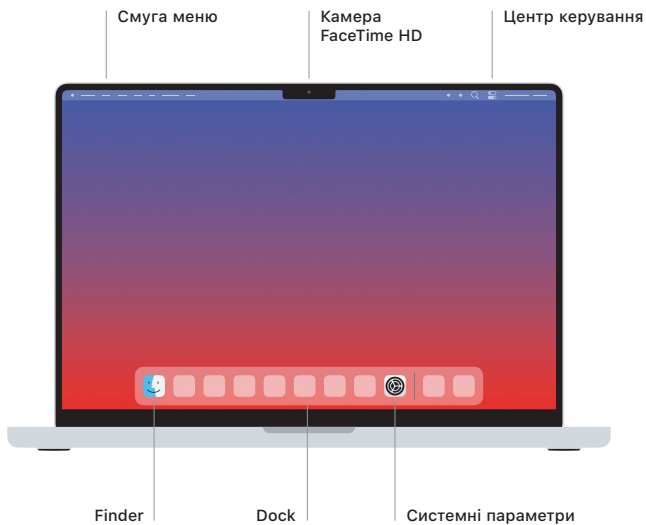 Смуга меню
Камера
FaceTime HD
Центр керування
Finder
Dock
Системні параметри